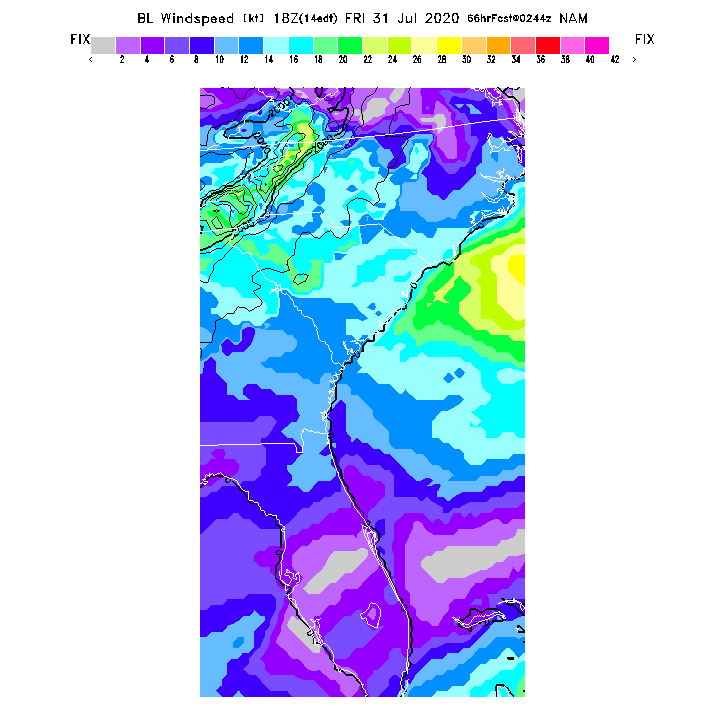 BL Windspeed [kt] 18Z(14edt) FRI 31 Jul 2020 66hrFcst@0244z NAM
FIX FIX
< 2 4 6 8 10 12 14 16 18 20 22 24 26 28 30 32 34 36 38 40 42 >